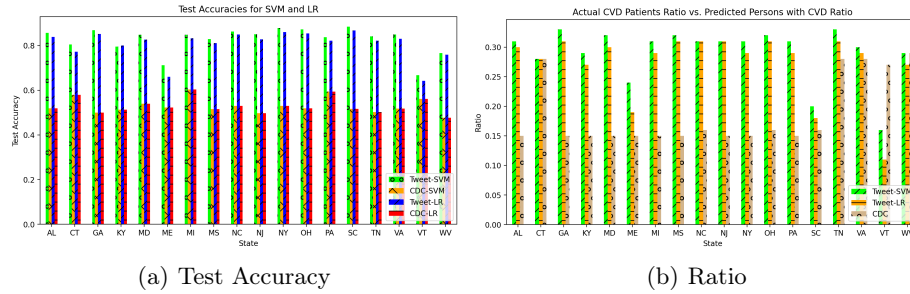 Test Accuracies for SVM and LR
Test Accuracy
0.8
0.6
0.4
0.2
0.0
AL CT GA KY MD ME MI MS NC NJ NY OH PA SC TN VA VT WV
State
Tweet-SVM
CDC-SVM
Tweet-LR
CDC-LR
(a) Test Accuracy
Actual CVD Patients Ratio vs. Predicted Persons with CVD Ratio
Ratio
0.30
0.25
0.20
0.15
0.10
0.05
0.00
AL CT GA KY MD ME MI MS NC NJ NY OH PA SC TN VA VT WV
State
Tweet-SVM
Tweet-LR
CDC
(b) Ratio